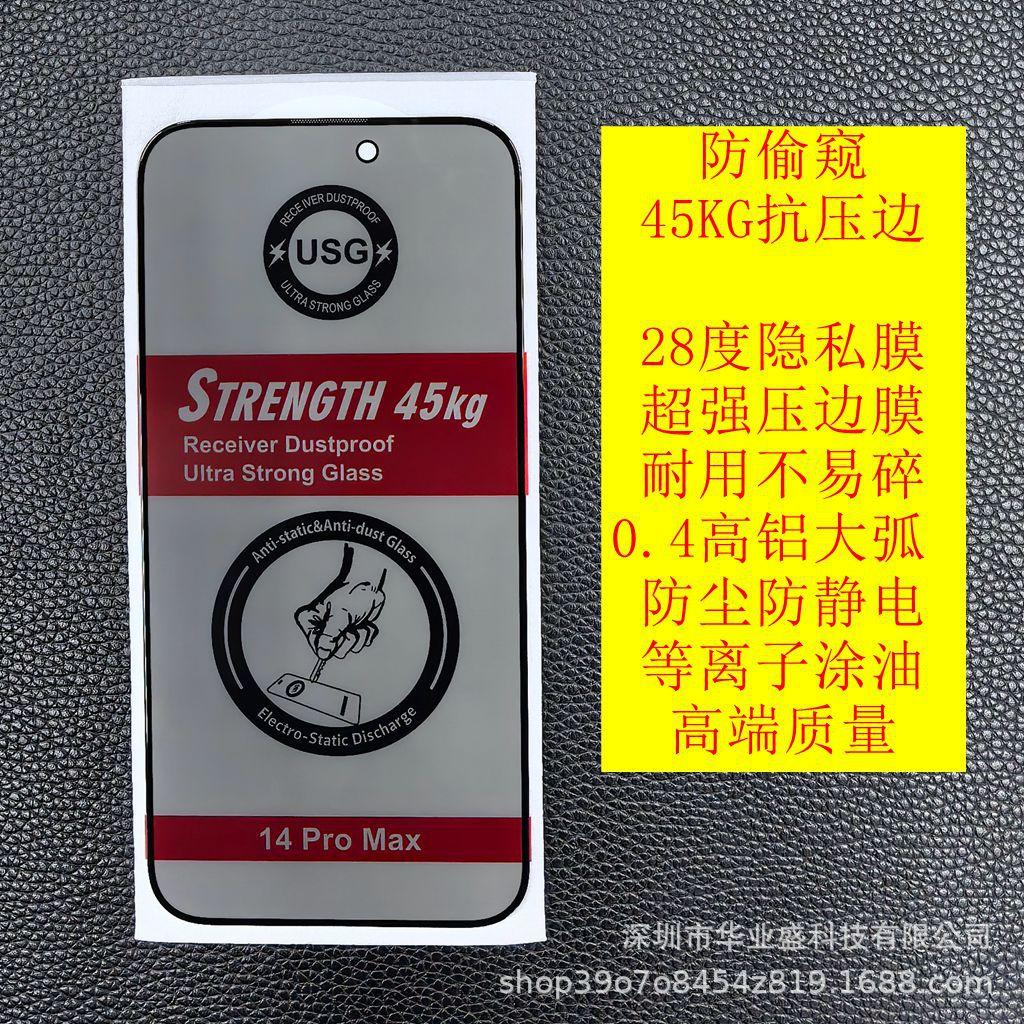 RECEIVER DUSTPROOF
USG
ULTRA STRONG GLASS
STRENGTH 45kg
Receiver Dustproof
Ultra Strong Glass
Anti-static&Anti-dust Glass
Electro-Static Discharge
14 Pro Max
防偷窥
45KG抗压边
28度隐私膜
超强压边膜
耐用不易碎
0.4高铝大弧
防尘防静电
等离子涂油
高端质量
深圳市华业盛科技有限公司
shop39o7o8454z819.1688.com